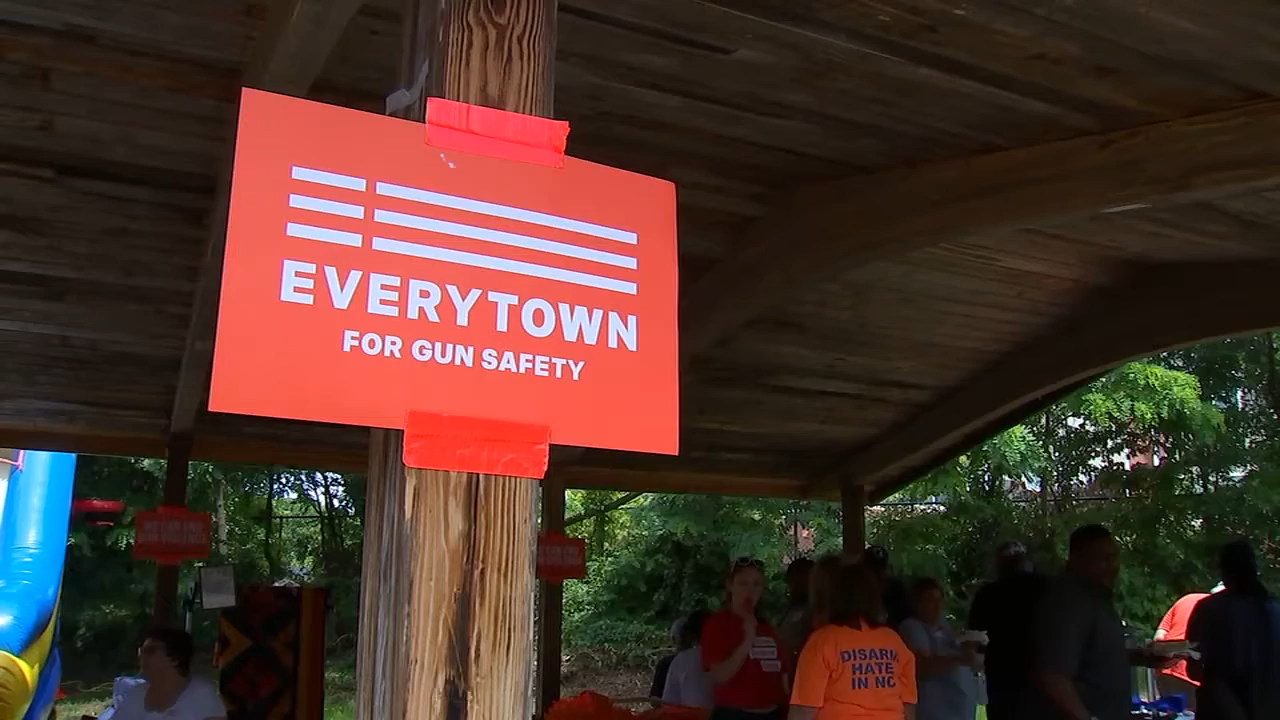 EVERYTOWN
FOR GUN SAFETY
DISARM
HATE
IN NC